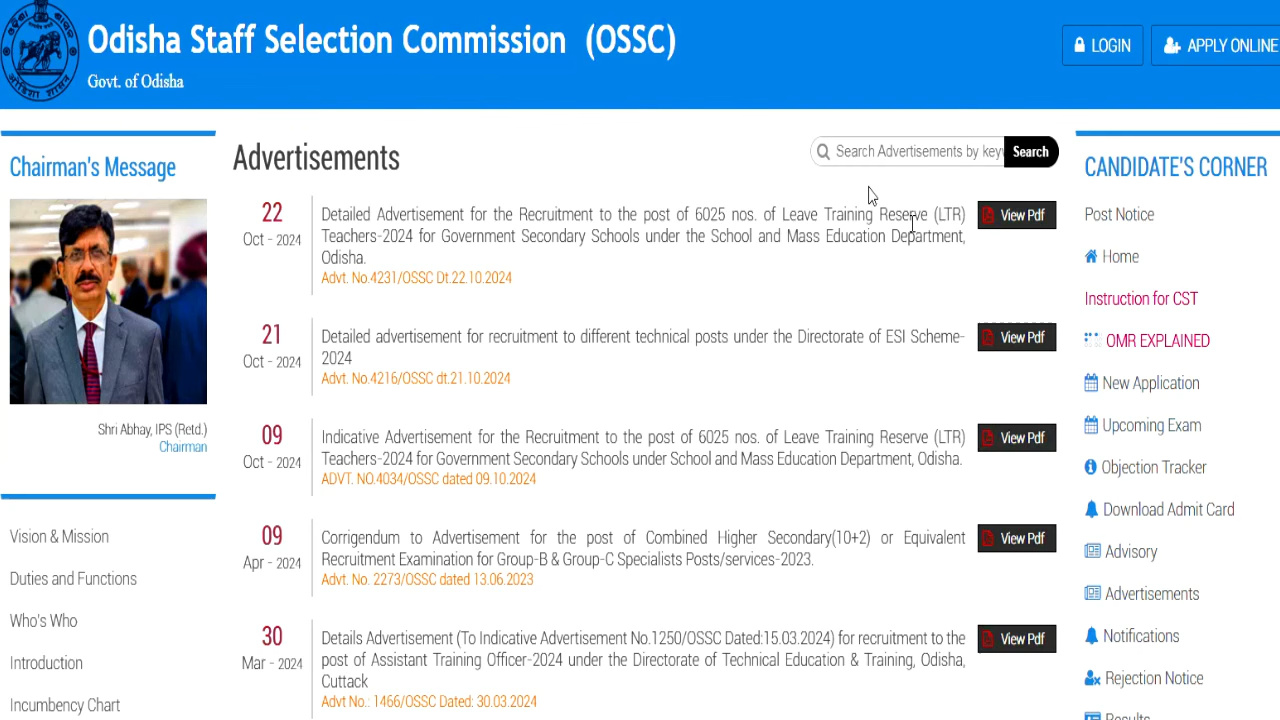 Odisha Staff Selection Commission (OSSC)
Govt. of Odisha
LOGIN
APPLY ONLINE
Chairman's Message
Shri Abhay, IPS (Retd.)
Chairman
Vision & Mission
Duties and Functions
Who's Who
Introduction
Incumbency Chart
Advertisements
Search Advertisements by keyw
Search
22
Oct - 2024
Detailed Advertisement for the Recruitment to the post of 6025 nos. of Leave Training Reserve (LTR)
Teachers-2024 for Government Secondary Schools under the School and Mass Education Department,
Odisha.
Advt. No.4231/OSSC Dt.22.10.2024
View Pdf
21
Oct - 2024
Detailed advertisement for recruitment to different technical posts under the Directorate of ESI Scheme-
2024
Advt. No.4216/OSSC dt.21.10.2024
View Pdf
09
Oct - 2024
Indicative Advertisement for the Recruitment to the post of 6025 nos. of Leave Training Reserve (LTR)
Teachers-2024 for Government Secondary Schools under School and Mass Education Department, Odisha.
ADVT. NO.4034/OSSC dated 09.10.2024
View Pdf
09
Apr - 2024
Corrigendum to Advertisement for the post of Combined Higher Secondary(10+2) or Equivalent
Recruitment Examination for Group-B & Group-C Specialists Posts/services-2023.
Advt. No. 2273/OSSC dated 13.06.2023
View Pdf
30
Mar - 2024
Details Advertisement (To Indicative Advertisement No.1250/OSSC Dated:15.03.2024) for recruitment to the
post of Assistant Training Officer-2024 under the Directorate of Technical Education & Training, Odisha,
Cuttack
Advt No.: 1466/OSSC Dated: 30.03.2024
View Pdf
CANDIDATE'S CORNER
Post Notice
Home
Instruction for CST
OMR EXPLAINED
New Application
Upcoming Exam
Objection Tracker
Download Admit Card
Advisory
Advertisements
Notifications
Rejection Notice
Results